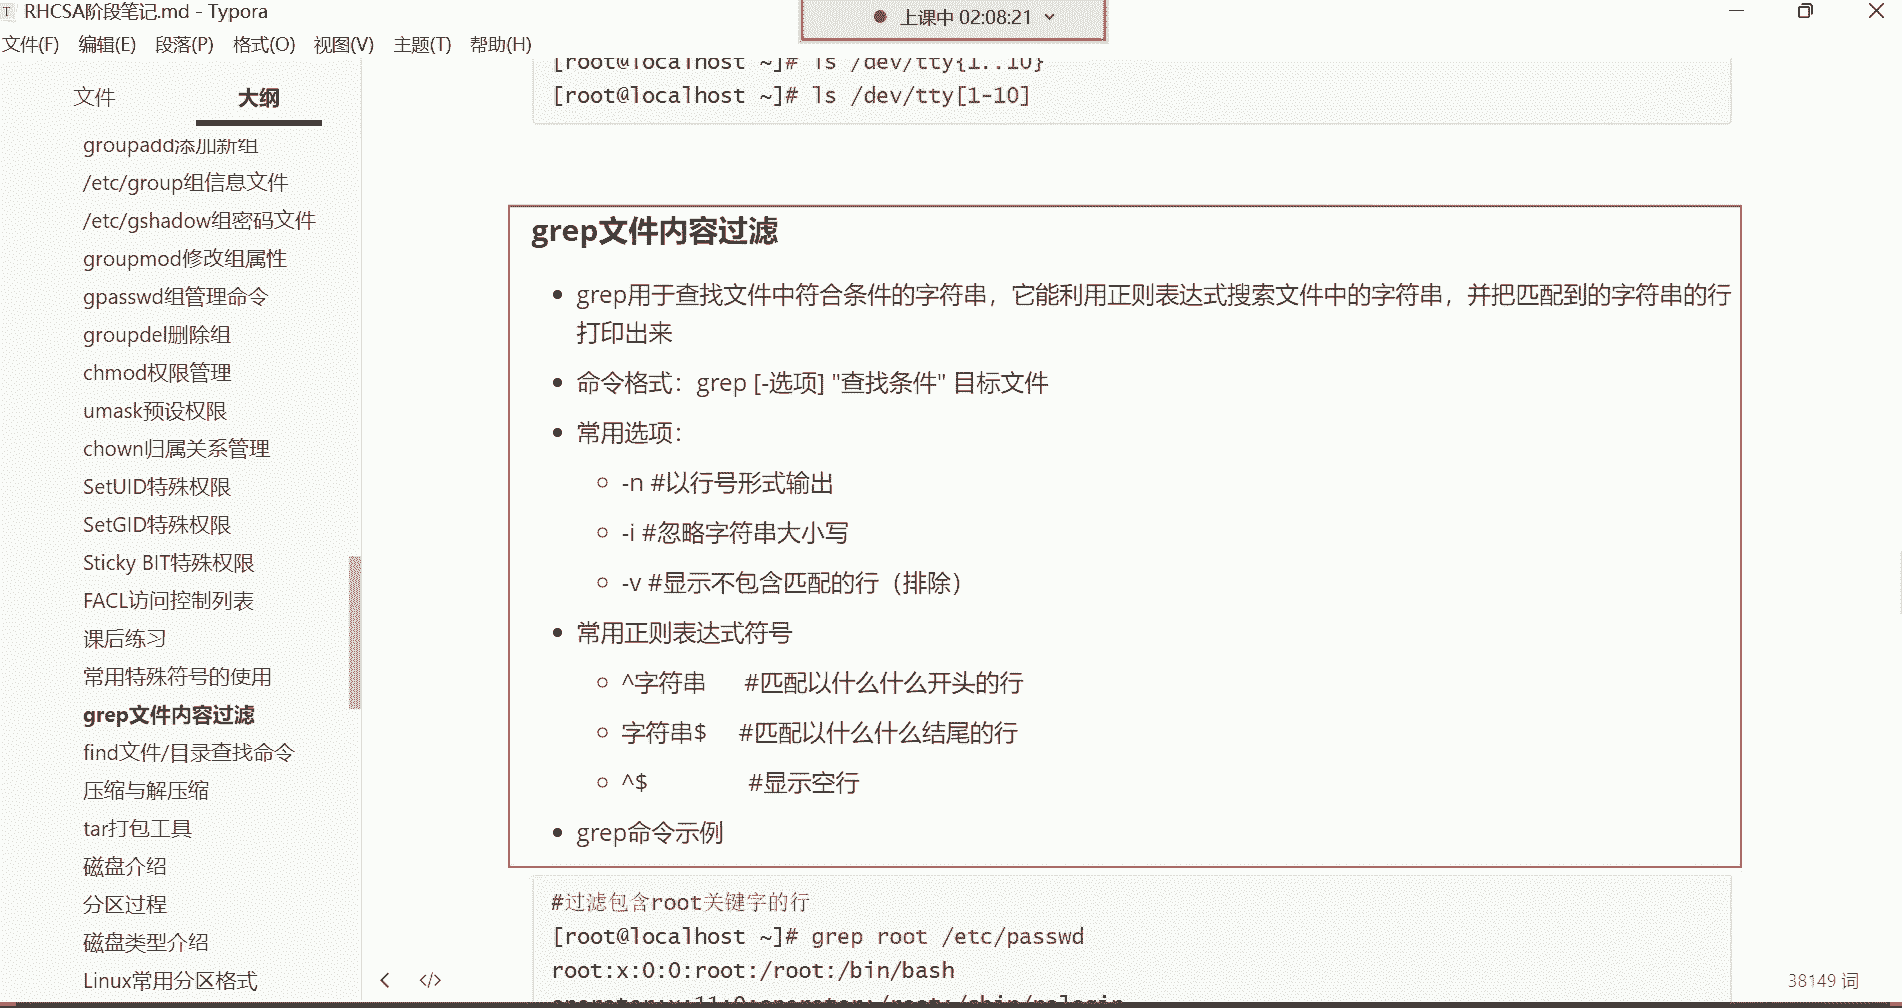 RHCSA阶段笔记.md - Typora
上课中 02:08:21
文件(F) 编辑(E) 段落(P) 格式(O) 视图(V) 主题(T) 帮助(H)
文件 大纲
groupadd添加新组
/etc/group组信息文件
/etc/gshadow组密码文件
groupmod修改组属性
gpasswd组管理命令
groupdel删除组
chmod权限管理
umask预设权限
chown归属关系管理
SetUID特殊权限
SetGID特殊权限
Sticky BIT特殊权限
FACL访问控制列表
课后练习
常用特殊符号的使用
grep文件内容过滤
find文件/目录查找命令
压缩与解压缩
tar打包工具
磁盘介绍
分区过程
磁盘类型介绍
Linux常用分区格式
[root@localhost ~]# ls /dev/tty{1..10}
[root@localhost ~]# ls /dev/tty[1-10]
grep文件内容过滤
grep用于查找文件中符合条件的字符串，它能利用正则表达式搜索文件中的字符串，并把匹配到的字符串的行
打印出来
命令格式：grep [-选项] "查找条件" 目标文件
常用选项：
-n #以行号形式输出
-i #忽略字符串大小写
-v #显示不包含匹配的行（排除）
常用正则表达式符号
^字符串 #匹配以什么什么开头的行
字符串$ #匹配以什么什么结尾的行
^$ #显示空行
grep命令示例
#过滤包含root关键字的行
[root@localhost ~]# grep root /etc/passwd
root:x:0:0:root:/root:/bin/bash
operator:x:11:0:operator:/root:/sbin/nologin
38149 词